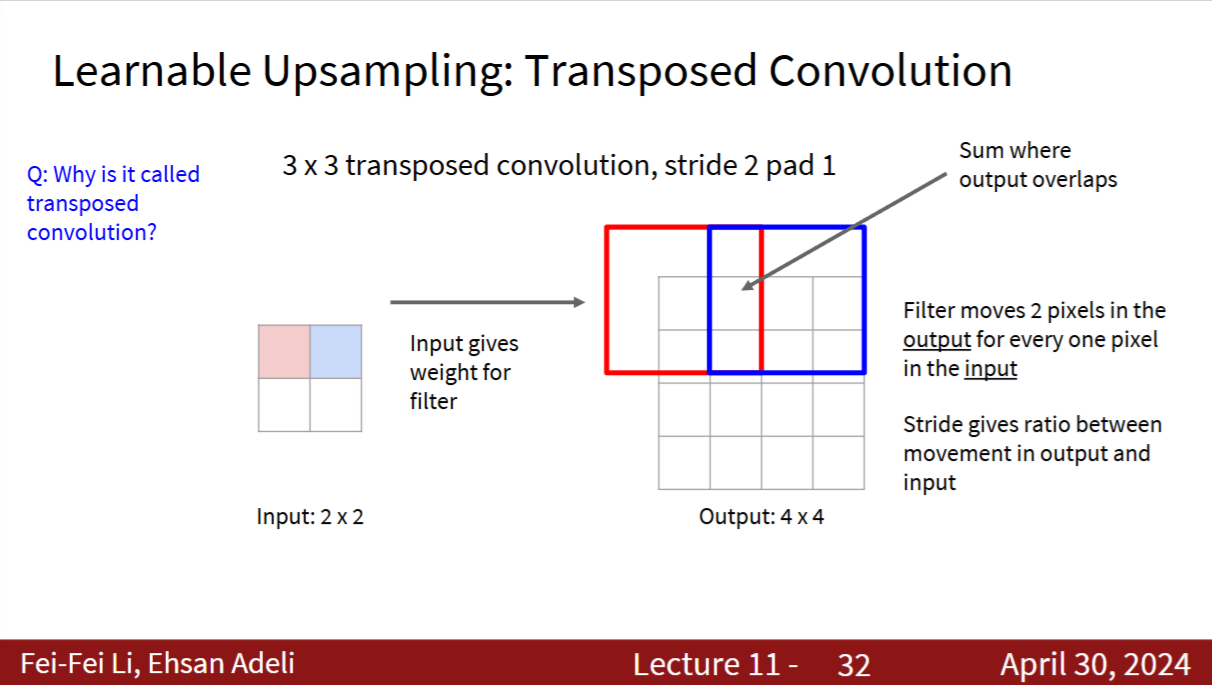 Learnable Upsampling: Transposed Convolution
Q: Why is it called
transposed
convolution?
3 x 3 transposed convolution, stride 2 pad 1
Sum where
output overlaps
Input gives
weight for
filter
Filter moves 2 pixels in the
output for every one pixel
in the input
Stride gives ratio between
movement in output and
input
Input: 2 x 2
Output: 4 x 4
Fei-Fei Li, Ehsan Adeli
Lecture 11 - 32
April 30, 2024